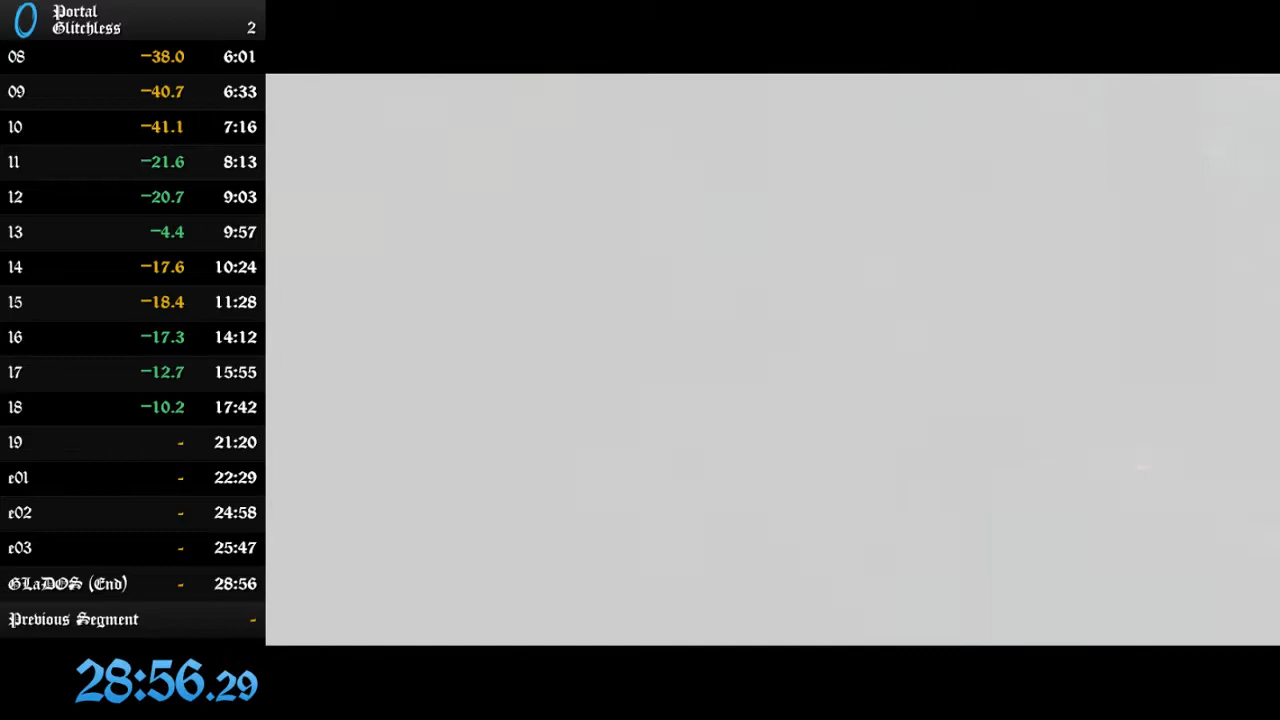 Portal
Glitchless 2
08 −38.0 6:01
09 −40.7 6:33
10 −41.1 7:16
11 −21.6 8:13
12 −20.7 9:03
13 −4.4 9:57
14 −17.6 10:24
15 −18.4 11:28
16 −17.3 14:12
17 −12.7 15:55
18 −10.2 17:42
19 - 21:20
e01 - 22:29
e02 - 24:58
e03 - 25:47
GLaDOS (End) - 28:56
Previous Segment -
28:56.29